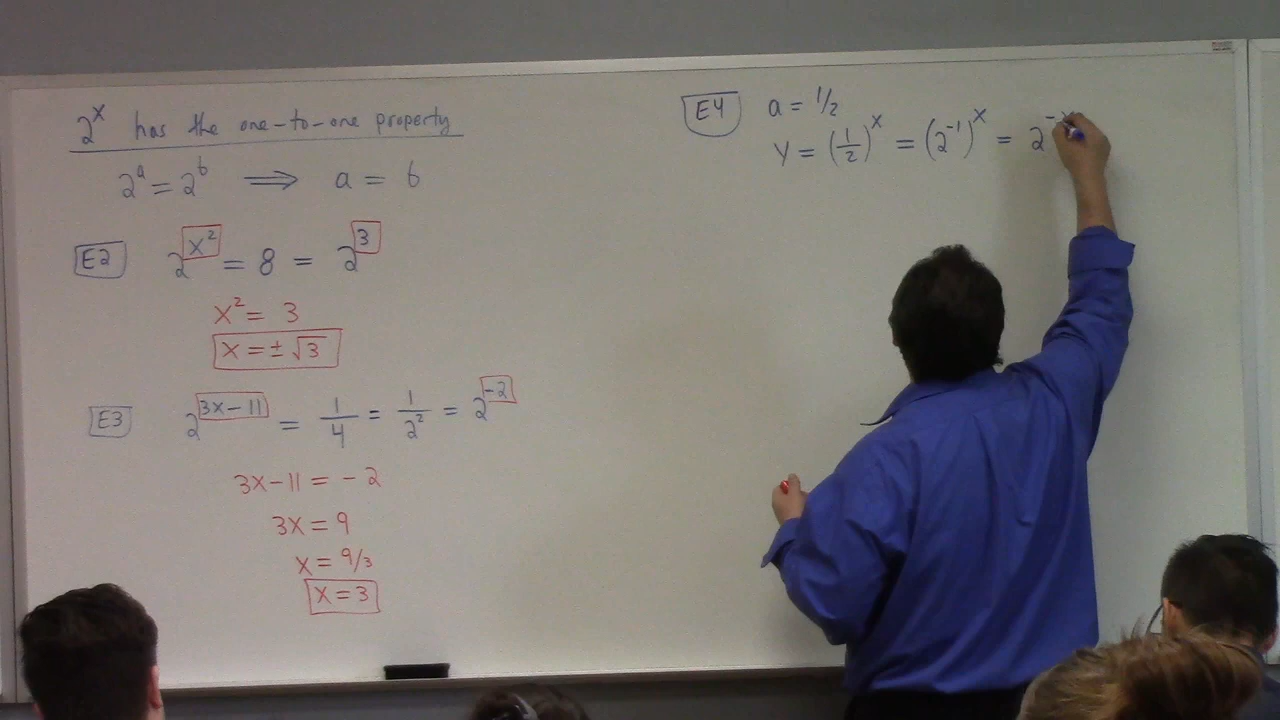 2^x has the one-to-one property
2^a = 2^b ⟹ a = b
E2 2^(x²) = 8 = 2^3
x² = 3
x = ±√3
E3 2^(3x-11) = 1/4 = 1/2² = 2^(-2)
3x-11 = -2
3x = 9
x = 9/3
x = 3
E4 a = 1/2
y = (1/2)^x = (2^-1)^x = 2^-x